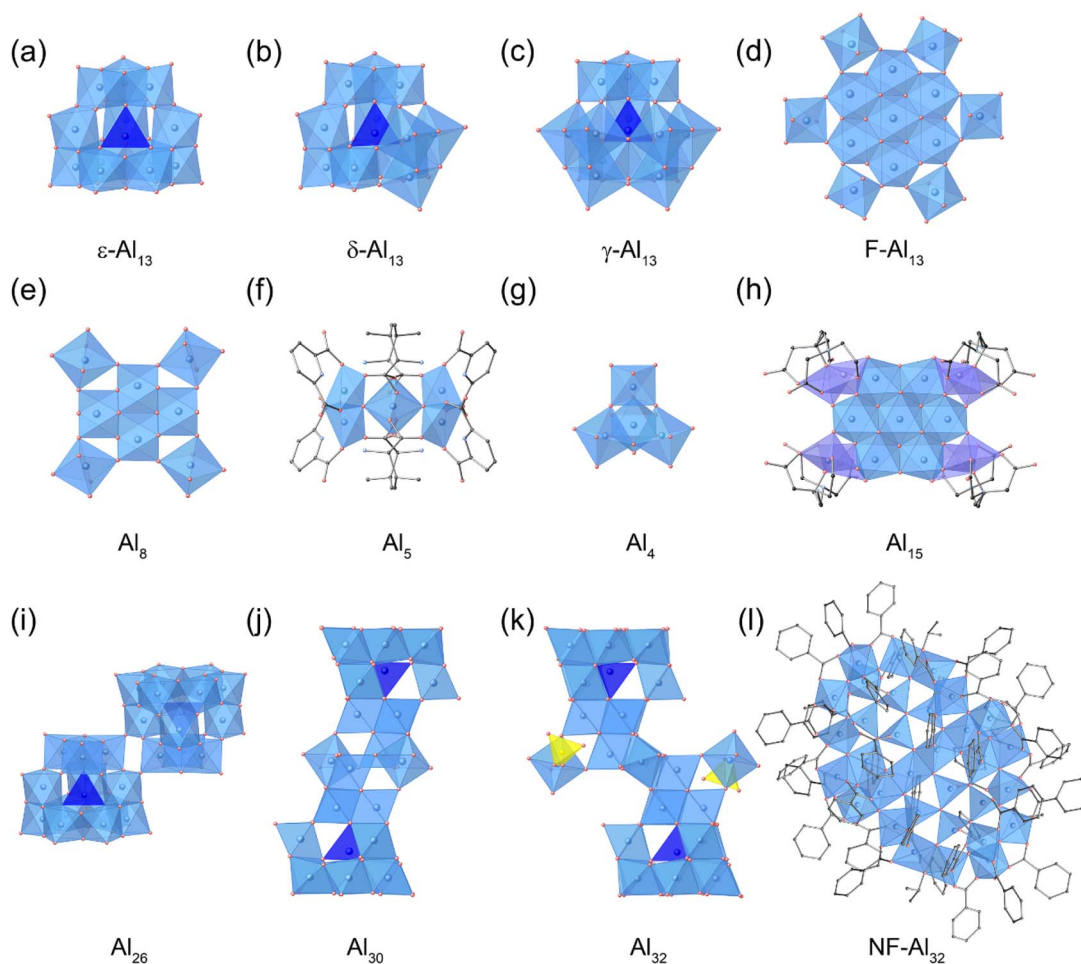 (a) (b) (c) (d)
ε-Al₁₃ δ-Al₁₃ γ-Al₁₃ F-Al₁₃
(e) (f) (g) (h)
Al₈ Al₅ Al₄ Al₁₅
(i) (j) (k) (l)
Al₂₆ Al₃₀ Al₃₂ NF-Al₃₂